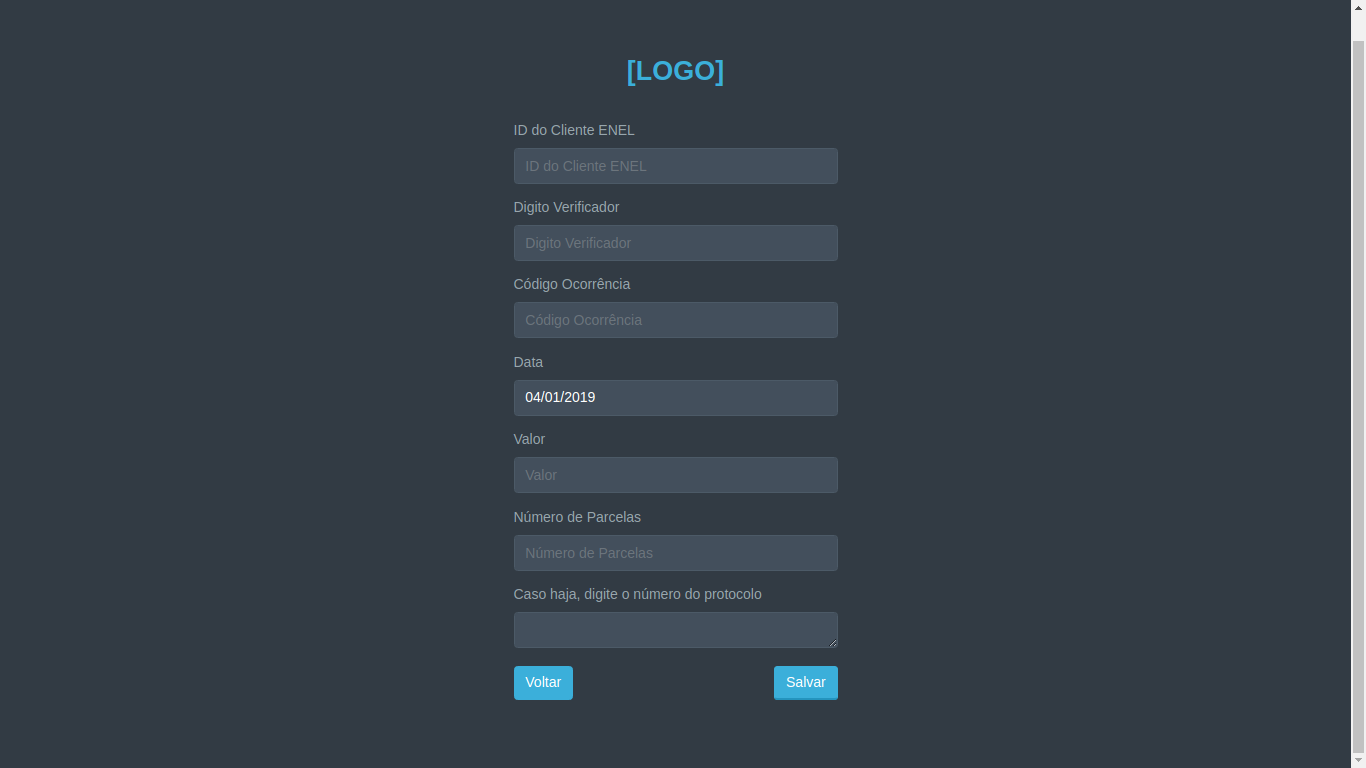 [LOGO]
ID do Cliente ENEL
ID do Cliente ENEL
Digito Verificador
Digito Verificador
Código Ocorrência
Código Ocorrência
Data
04/01/2019
Valor
Valor
Número de Parcelas
Número de Parcelas
Caso haja, digite o número do protocolo
Voltar
Salvar